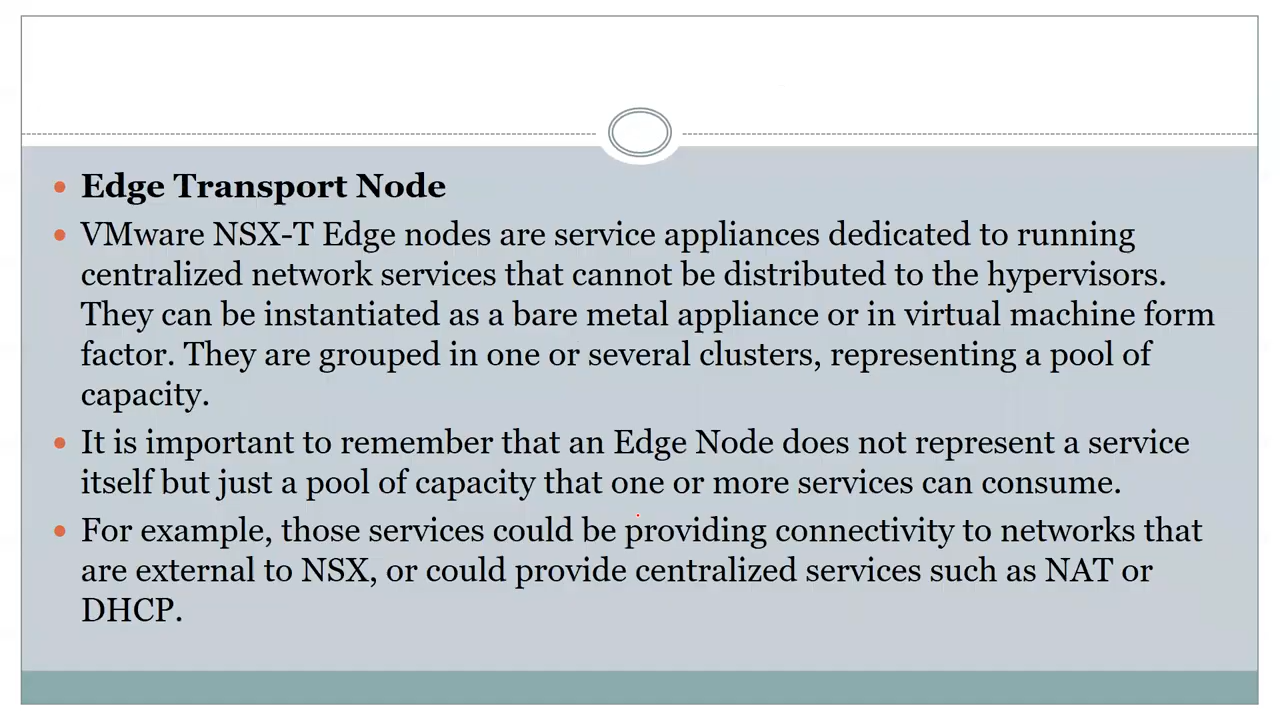 Edge Transport Node
VMware NSX-T Edge nodes are service appliances dedicated to running
centralized network services that cannot be distributed to the hypervisors.
They can be instantiated as a bare metal appliance or in virtual machine form
factor. They are grouped in one or several clusters, representing a pool of
capacity.
It is important to remember that an Edge Node does not represent a service
itself but just a pool of capacity that one or more services can consume.
For example, those services could be providing connectivity to networks that
are external to NSX, or could provide centralized services such as NAT or
DHCP.